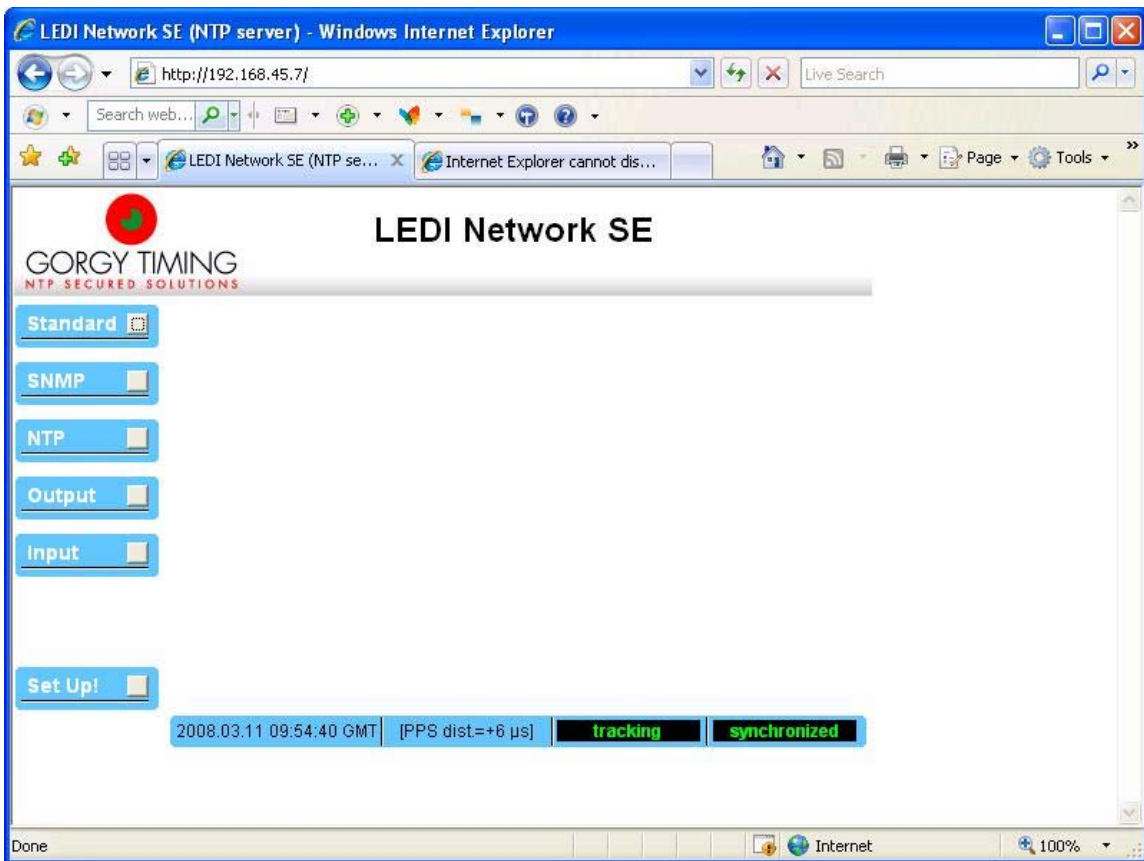 LEDI Network SE (NTP server) - Windows Internet Explorer
http://192.168.45.7/
Live Search
Search web...
LEDI Network SE (NTP se...
Internet Explorer cannot dis...
Page
Tools
LEDI Network SE
GORGY TIMING
NTP SECURED SOLUTIONS
Standard
SNMP
NTP
Output
Input
Set Up!
2008.03.11 09:54:40 GMT [PPS dist.=+6 µs] tracking synchronized
Done
Internet
100%